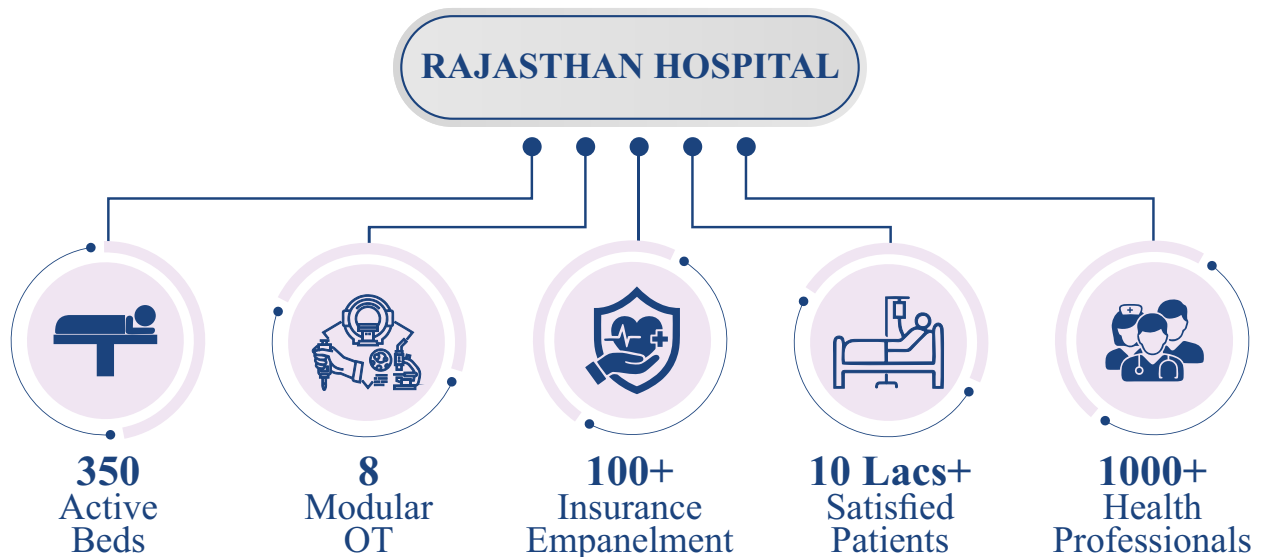 RAJASTHAN HOSPITAL
350
Active
Beds
8
Modular
OT
100+
Insurance
Empanelment
10 Lacs+
Satisfied
Patients
1000+
Health
Professionals